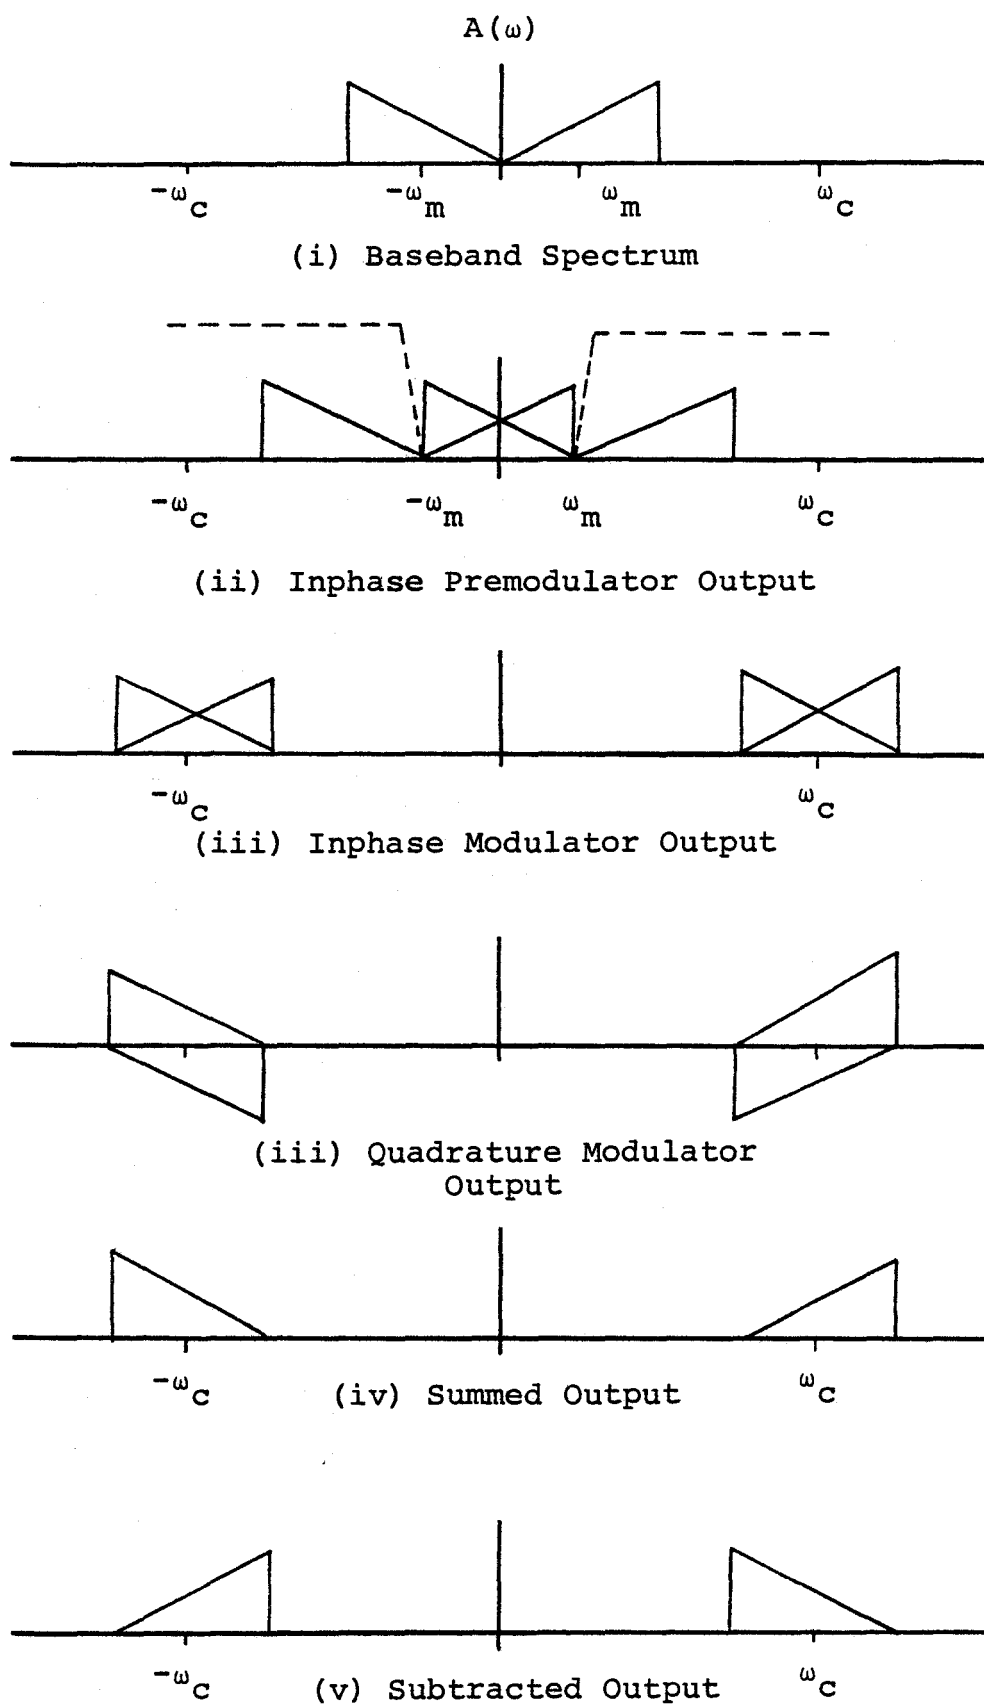 A(ω)
-ωc -ωm ωm ωc
(i) Baseband Spectrum
-ωc -ωm ωm ωc
(ii) Inphase Premodulator Output
-ωc ωc
(iii) Inphase Modulator Output
(iii) Quadrature Modulator
Output
-ωc ωc
(iv) Summed Output
-ωc ωc
(v) Subtracted Output